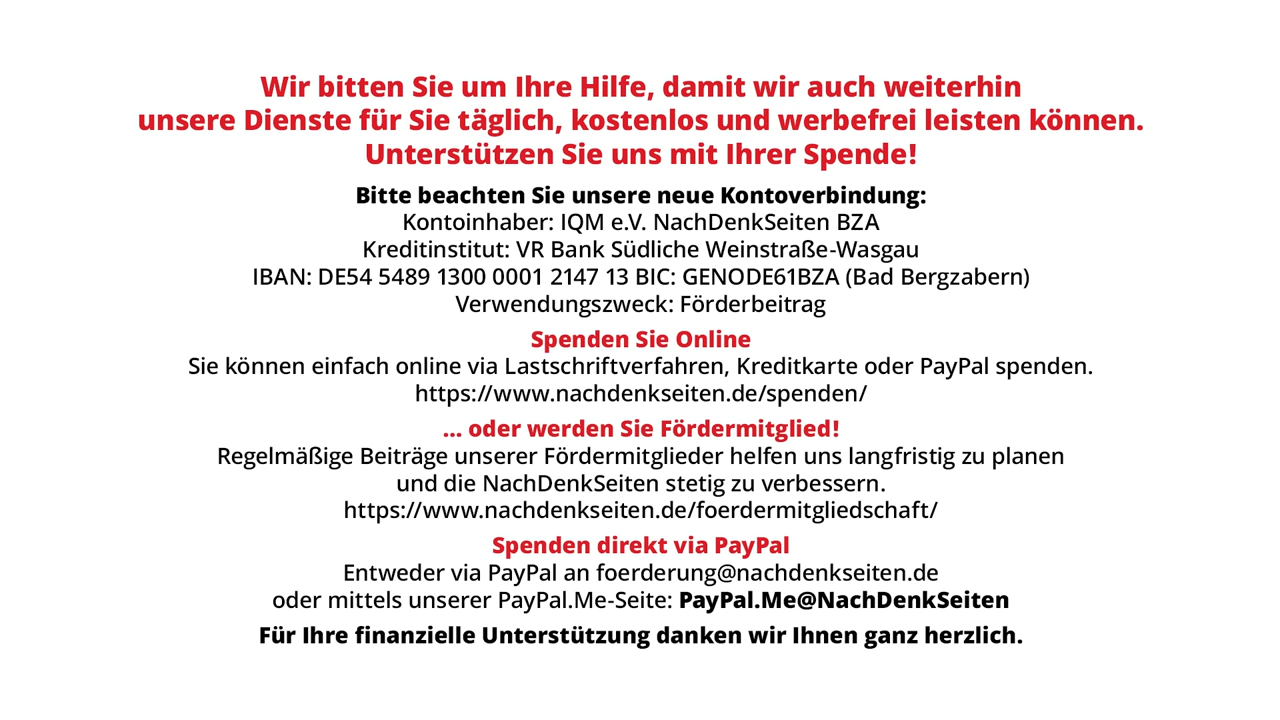 Wir bitten Sie um Ihre Hilfe, damit wir auch weiterhin
unsere Dienste für Sie täglich, kostenlos und werbefrei leisten können.
Unterstützen Sie uns mit Ihrer Spende!
Bitte beachten Sie unsere neue Kontoverbindung:
Kontoinhaber: IQM e.V. NachDenkSeiten BZA
Kreditinstitut: VR Bank Südliche Weinstraße-Wasgau
IBAN: DE54 5489 1300 0001 2147 13 BIC: GENODE61BZA (Bad Bergzabern)
Verwendungszweck: Förderbeitrag
Spenden Sie Online
Sie können einfach online via Lastschriftverfahren, Kreditkarte oder PayPal spenden.
https://www.nachdenkseiten.de/spenden/
... oder werden Sie Fördermitglied!
Regelmäßige Beiträge unserer Fördermitglieder helfen uns langfristig zu planen
und die NachDenkSeiten stetig zu verbessern.
https://www.nachdenkseiten.de/foerdermitgliedschaft/
Spenden direkt via PayPal
Entweder via PayPal an foerderung@nachdenkseiten.de
oder mittels unserer PayPal.Me-Seite: PayPal.Me@NachDenkSeiten
Für Ihre finanzielle Unterstützung danken wir Ihnen ganz herzlich.